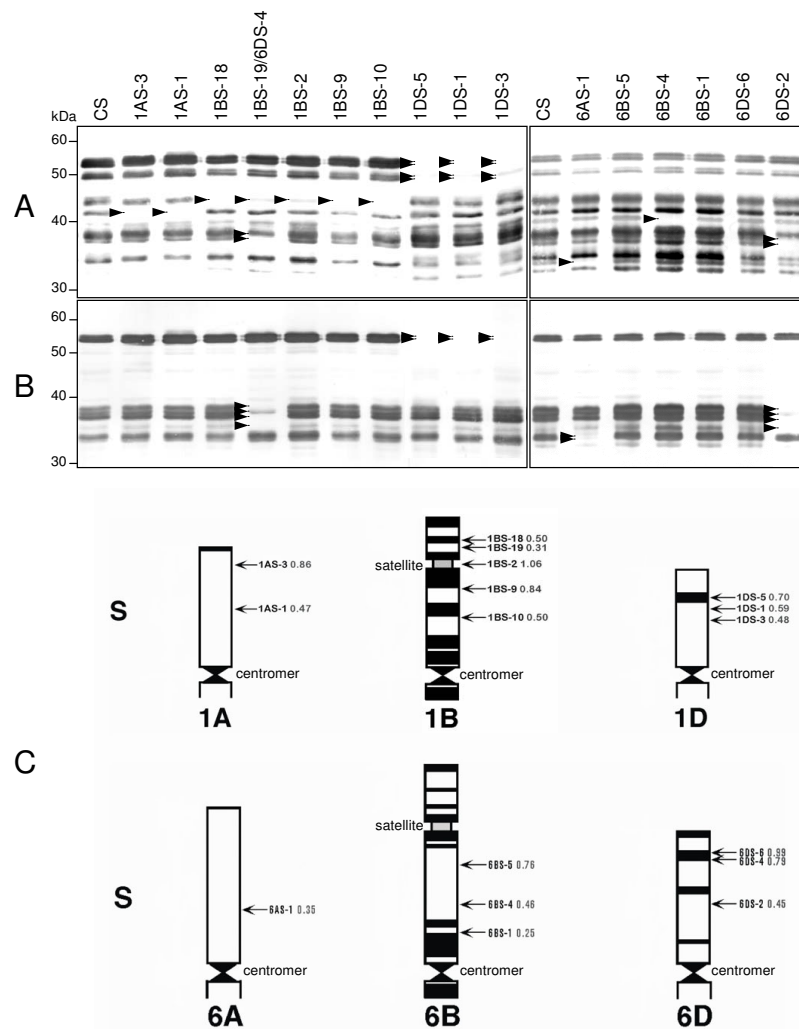 CS 1AS-3 1AS-1 1BS-18 1BS-19/6DS-4 1BS-2 1BS-9 1BS-10 1DS-5 1DS-1 1DS-3 CS 6AS-1 6BS-5 6BS-4 6BS-1 6DS-6 6DS-2
kDa
60
50
A
40
30
60
50
B
40
30
1BS-18 0.50
1BS-19 0.31
satellite 1BS-2 1.06
1AS-3 0.86
1BS-9 0.84
1DS-5 0.70
S 1AS-1 0.47 1DS-1 0.59
1BS-10 0.50 1DS-3 0.48
centromer centromer centromer
1A 1B 1D
C
satellite
6DS-6 0.99
6DS-4 0.79
6BS-5 0.76
S 6BS-4 0.46 6DS-2 0.45
6AS-1 0.35
6BS-1 0.25
centromer centromer centromer
6A 6B 6D